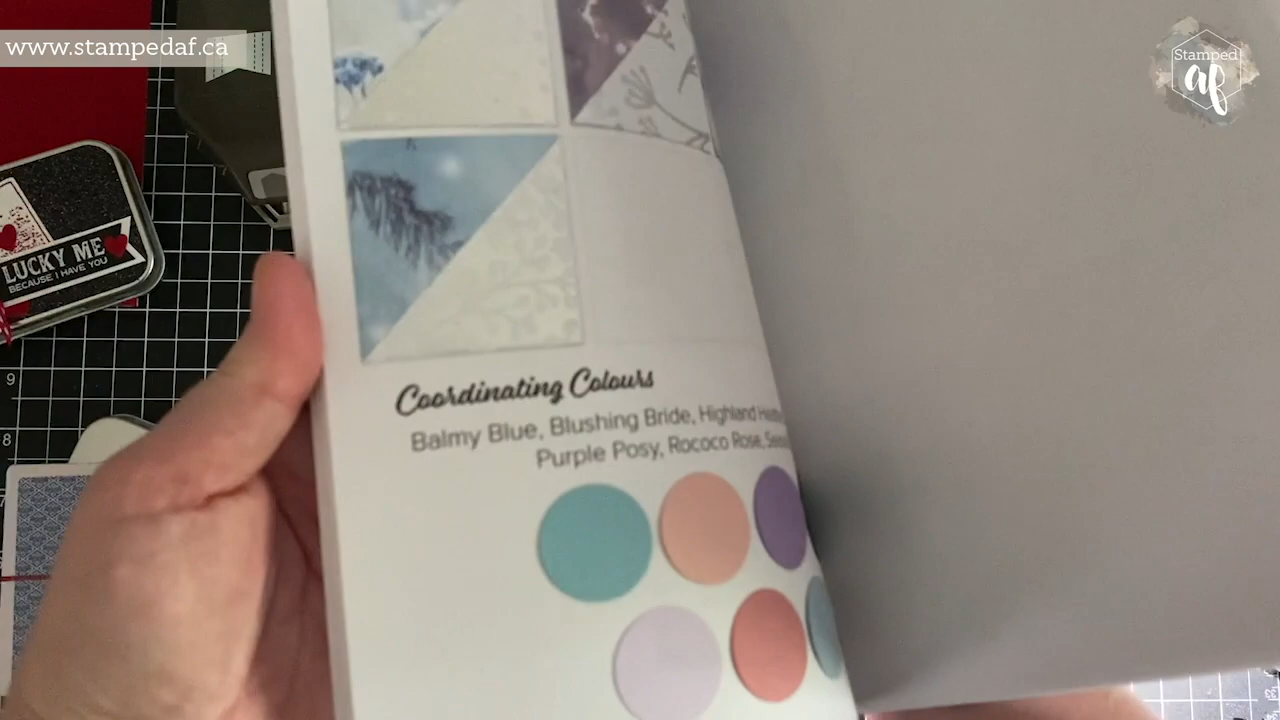 www.stampedaf.ca
Stamped
af
LUCKY ME
BECAUSE I HAVE YOU
9
8
Coordinating Colours
Balmy Blue, Blushing Bride, Highland
Purple Posy, Rococo Rose,